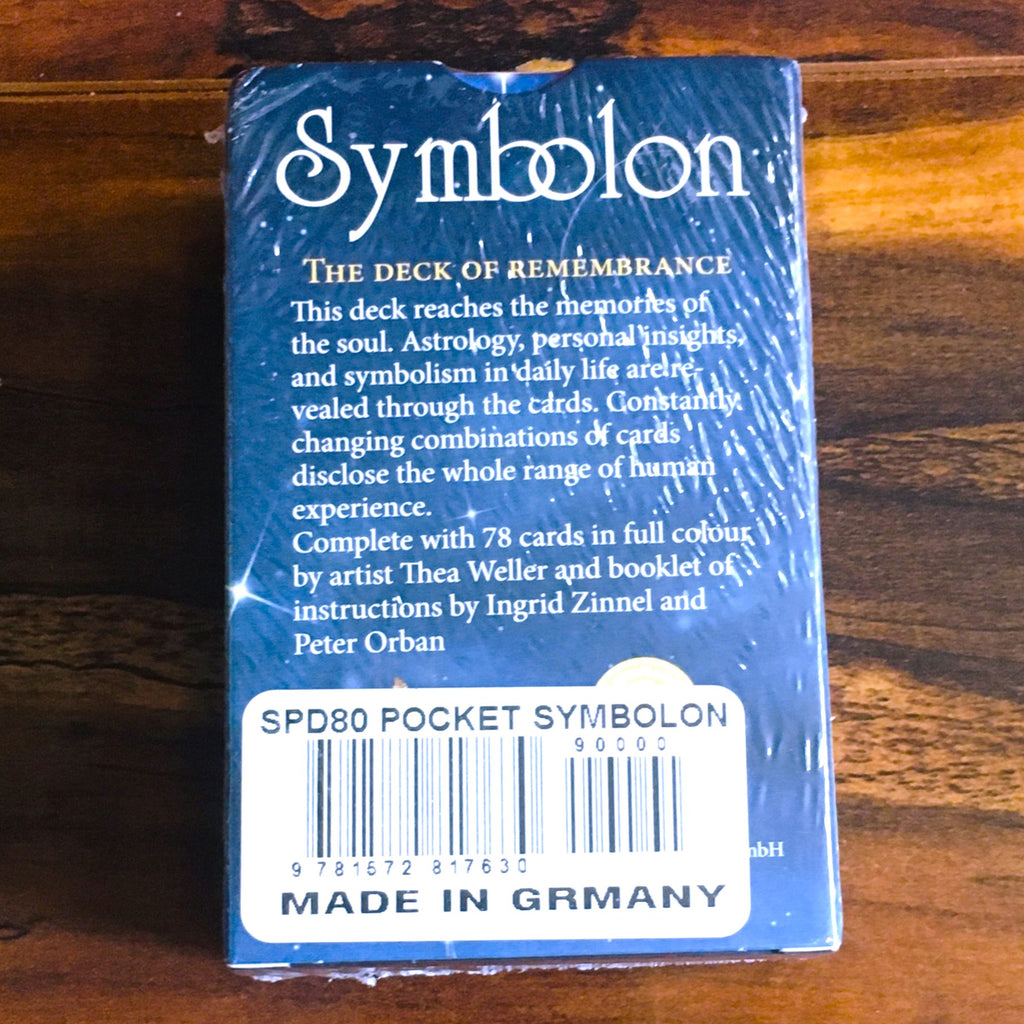 Symbolon
THE DECK OF REMEMBRANCE
This deck reaches the memories of
the soul. Astrology, personal insights,
and symbolism in daily life are re-
vealed through the cards. Constantly
changing combinations of cards
disclose the whole range of human
experience.
Complete with 78 cards in full colour
by artist Thea Weller and booklet of
instructions by Ingrid Zinnel and
Peter Orban
SPD80 POCKET SYMBOLON
90000
9 781572 817630
MADE IN GRMANY